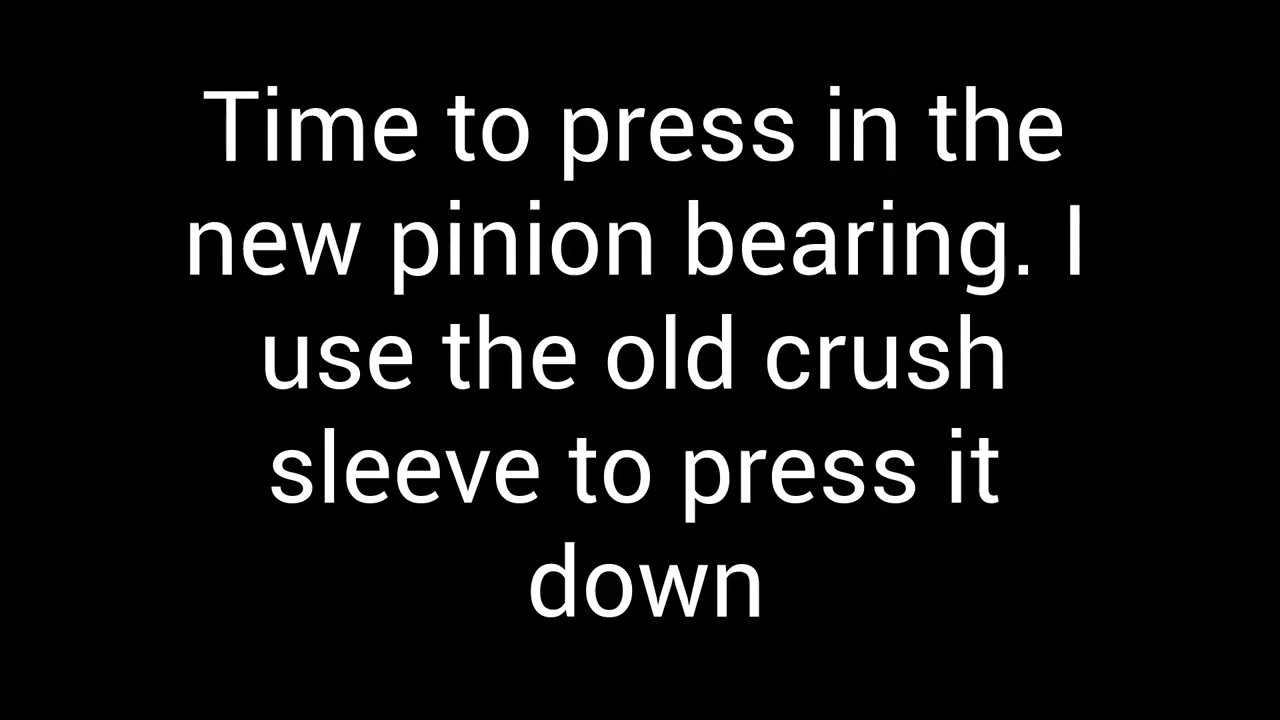 Time to press in the
new pinion bearing. I
use the old crush
sleeve to press it
down